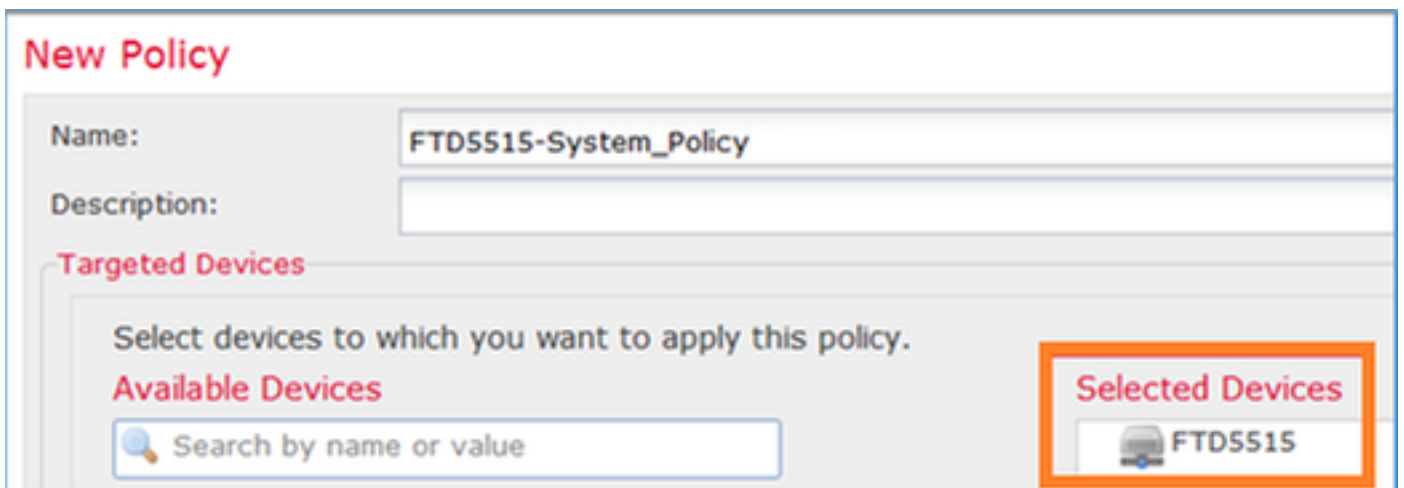 New Policy
Name:
FTD5515-System_Policy
Description:
Targeted Devices
Select devices to which you want to apply this policy.
Available Devices
Selected Devices
Search by name or value
FTD5515